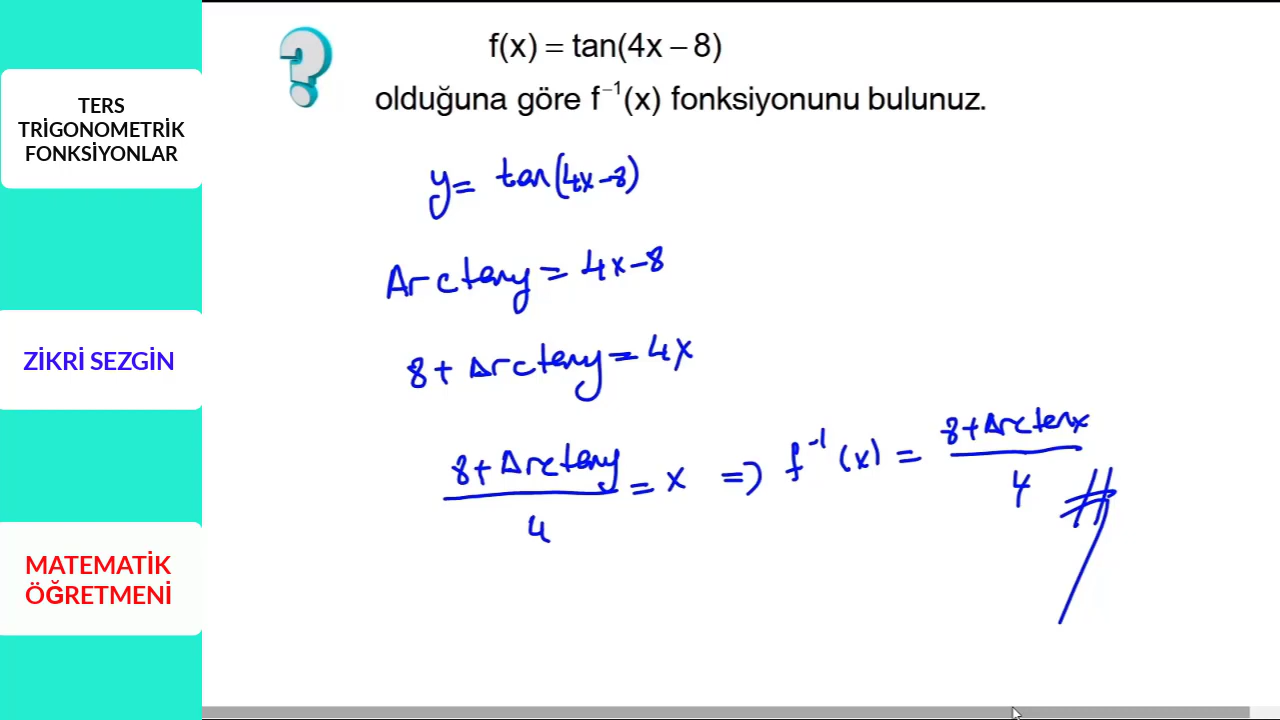 TERS
TRİGONOMETRİK
FONKSİYONLAR
ZİKRİ SEZGİN
MATEMATİK
ÖĞRETMENİ
?
f(x) = tan(4x – 8)
olduğuna göre f⁻¹(x) fonksiyonunu bulunuz.
y= tan(4x-8)
Arctany = 4x-8
8+ Arctany = 4x
(8+ Arctany)/4 = x => f⁻¹(x) = (8+Arctanx)/4